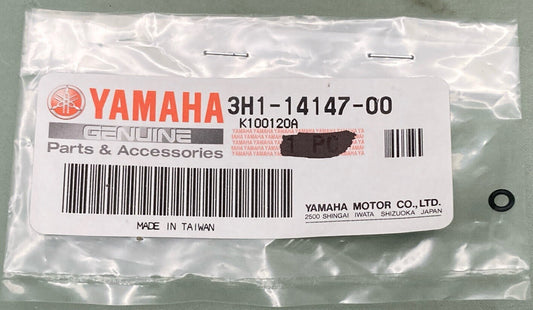 YAMAHA 3H1-14147-00
K100120A
GENUINE
Parts & Accessories
1 PC
YAMAHA MOTOR CO., LTD.
2500 SHINGAI IWATA SHIZUOKA JAPAN
MADE IN TAIWAN